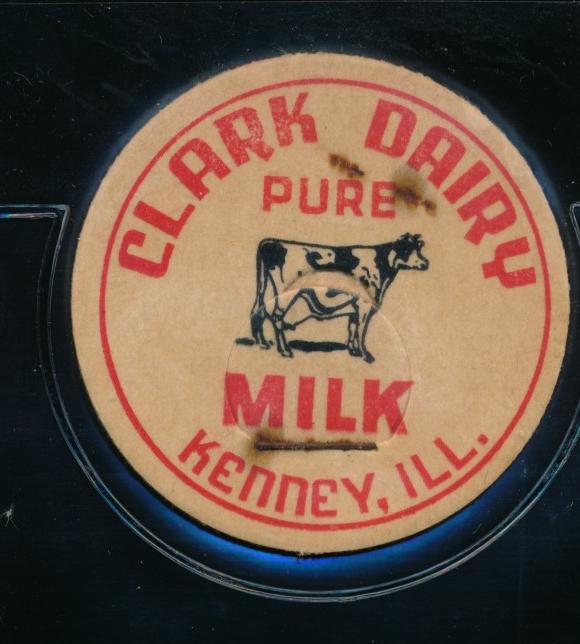 CLARK DAIRY
PURE
MILK
KENNEY, ILL.